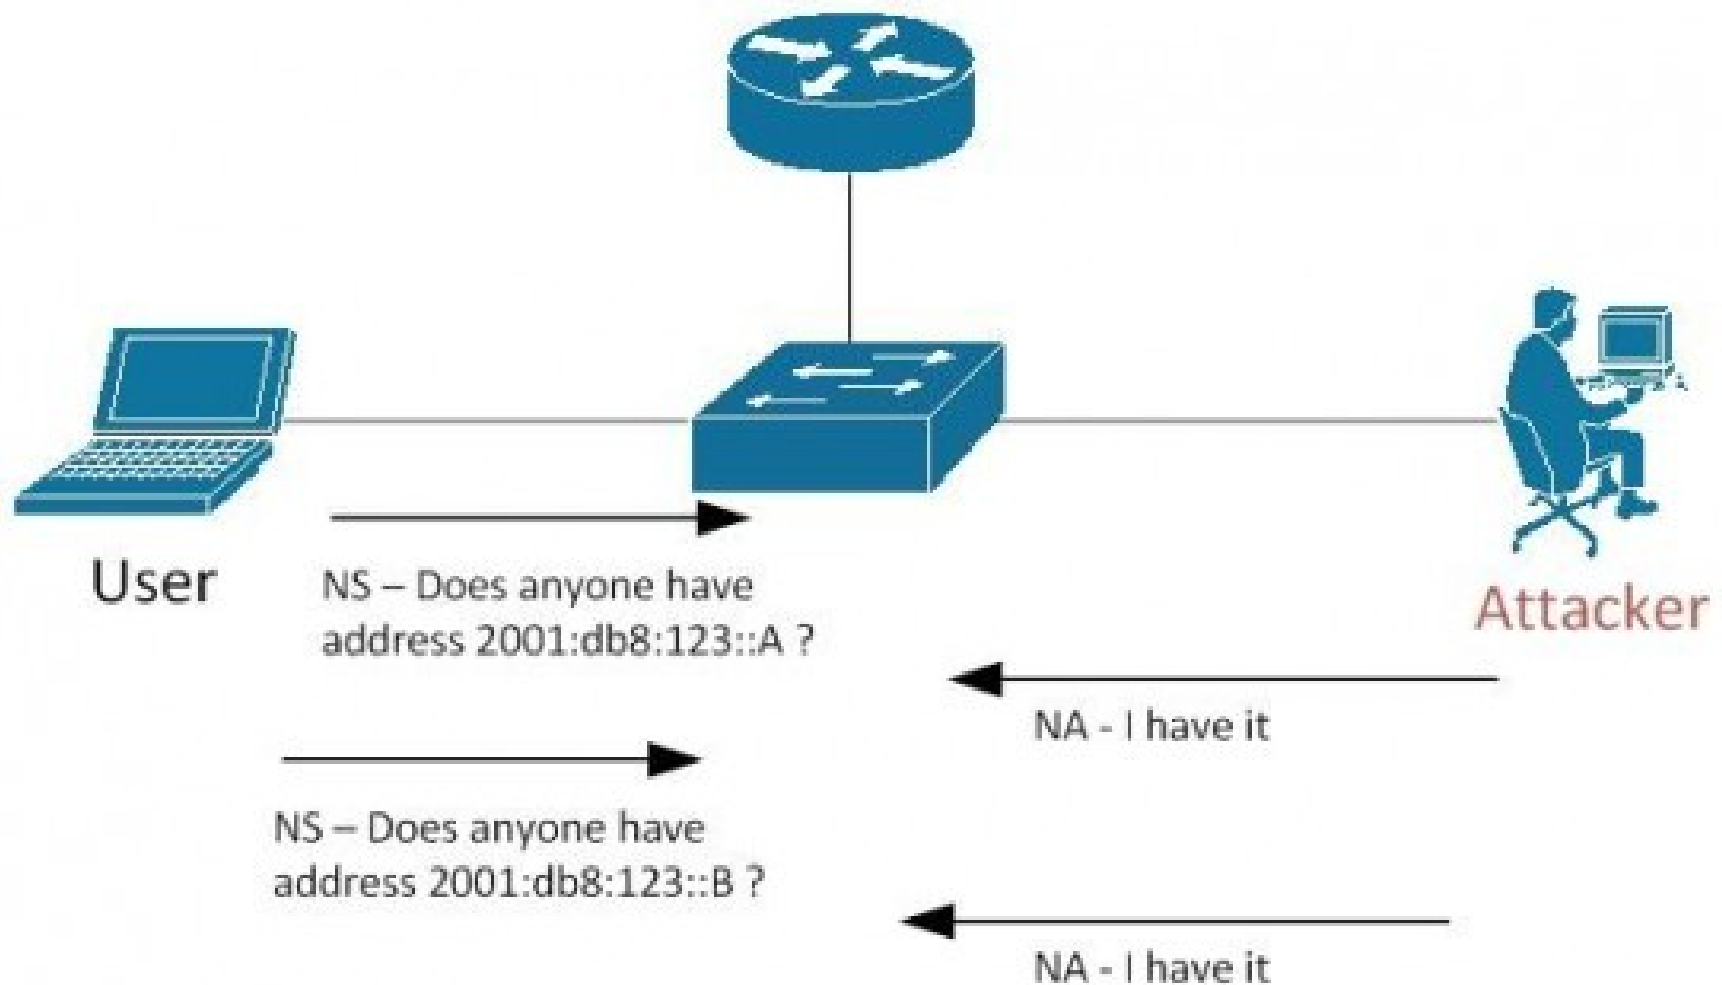 User
NS – Does anyone have
address 2001:db8:123::A ?
Attacker
NA - I have it
NS – Does anyone have
address 2001:db8:123::B ?
NA - I have it